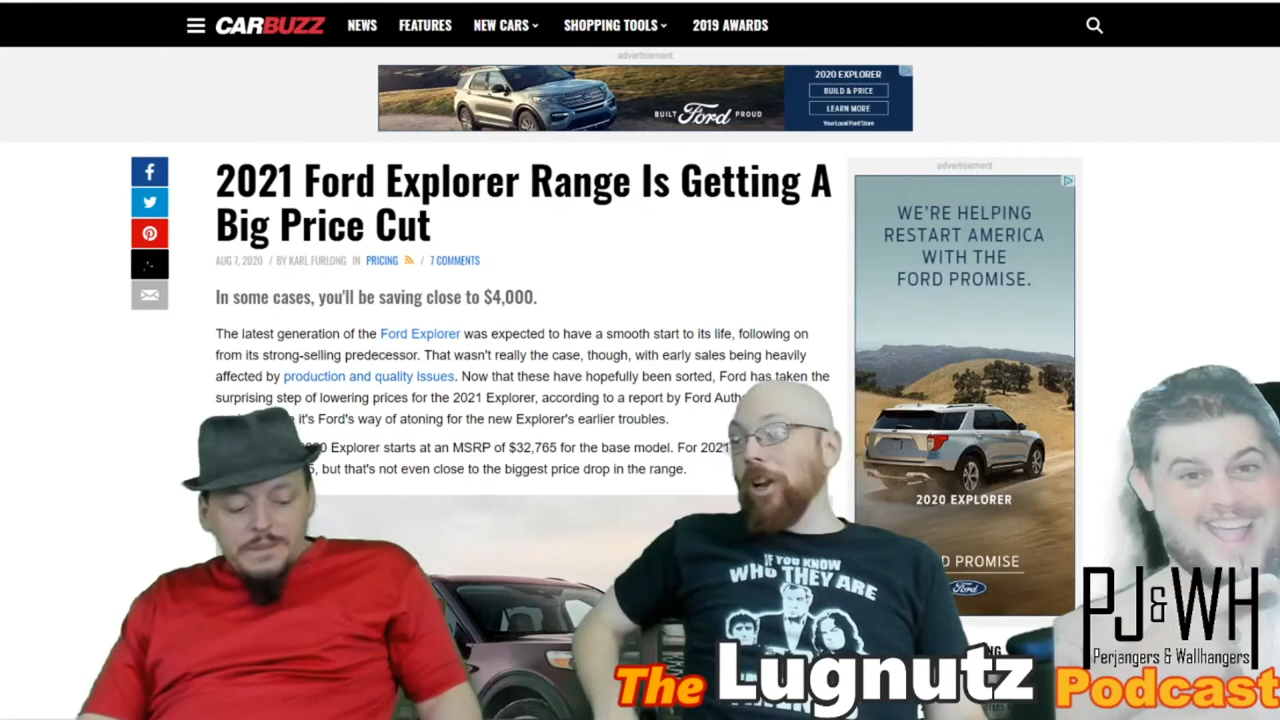 CARBUZZ
NEWS
FEATURES
NEW CARS
SHOPPING TOOLS
2019 AWARDS
advertisement
2020 EXPLORER
BUILD & PRICE
LEARN MORE
Your Local Ford Store
BUILT Ford PROUD
2021 Ford Explorer Range Is Getting A
Big Price Cut
AUG 7, 2020 / BY KARL FURLONG IN PRICING / 7 COMMENTS
In some cases, you'll be saving close to $4,000.
The latest generation of the Ford Explorer was expected to have a smooth start to its life, following on
from its strong-selling predecessor. That wasn't really the case, though, with early sales being heavily
affected by production and quality issues. Now that these have hopefully been sorted, Ford has taken the
surprising step of lowering prices for the 2021 Explorer, according to a report by Ford
it's Ford's way of atoning for the new Explorer's earlier troubles.
Explorer starts at an MSRP of $32,765 for the base model. For 2021
, but that's not even close to the biggest price drop in the range.
advertisement
WE'RE HELPING
RESTART AMERICA
WITH THE
FORD PROMISE.
2020 EXPLORER
PROMISE
Ford
IF YOU KNOW
WHO THEY ARE
PJ&WH
Perjangers & Wallhangers
The Lugnutz Podcast